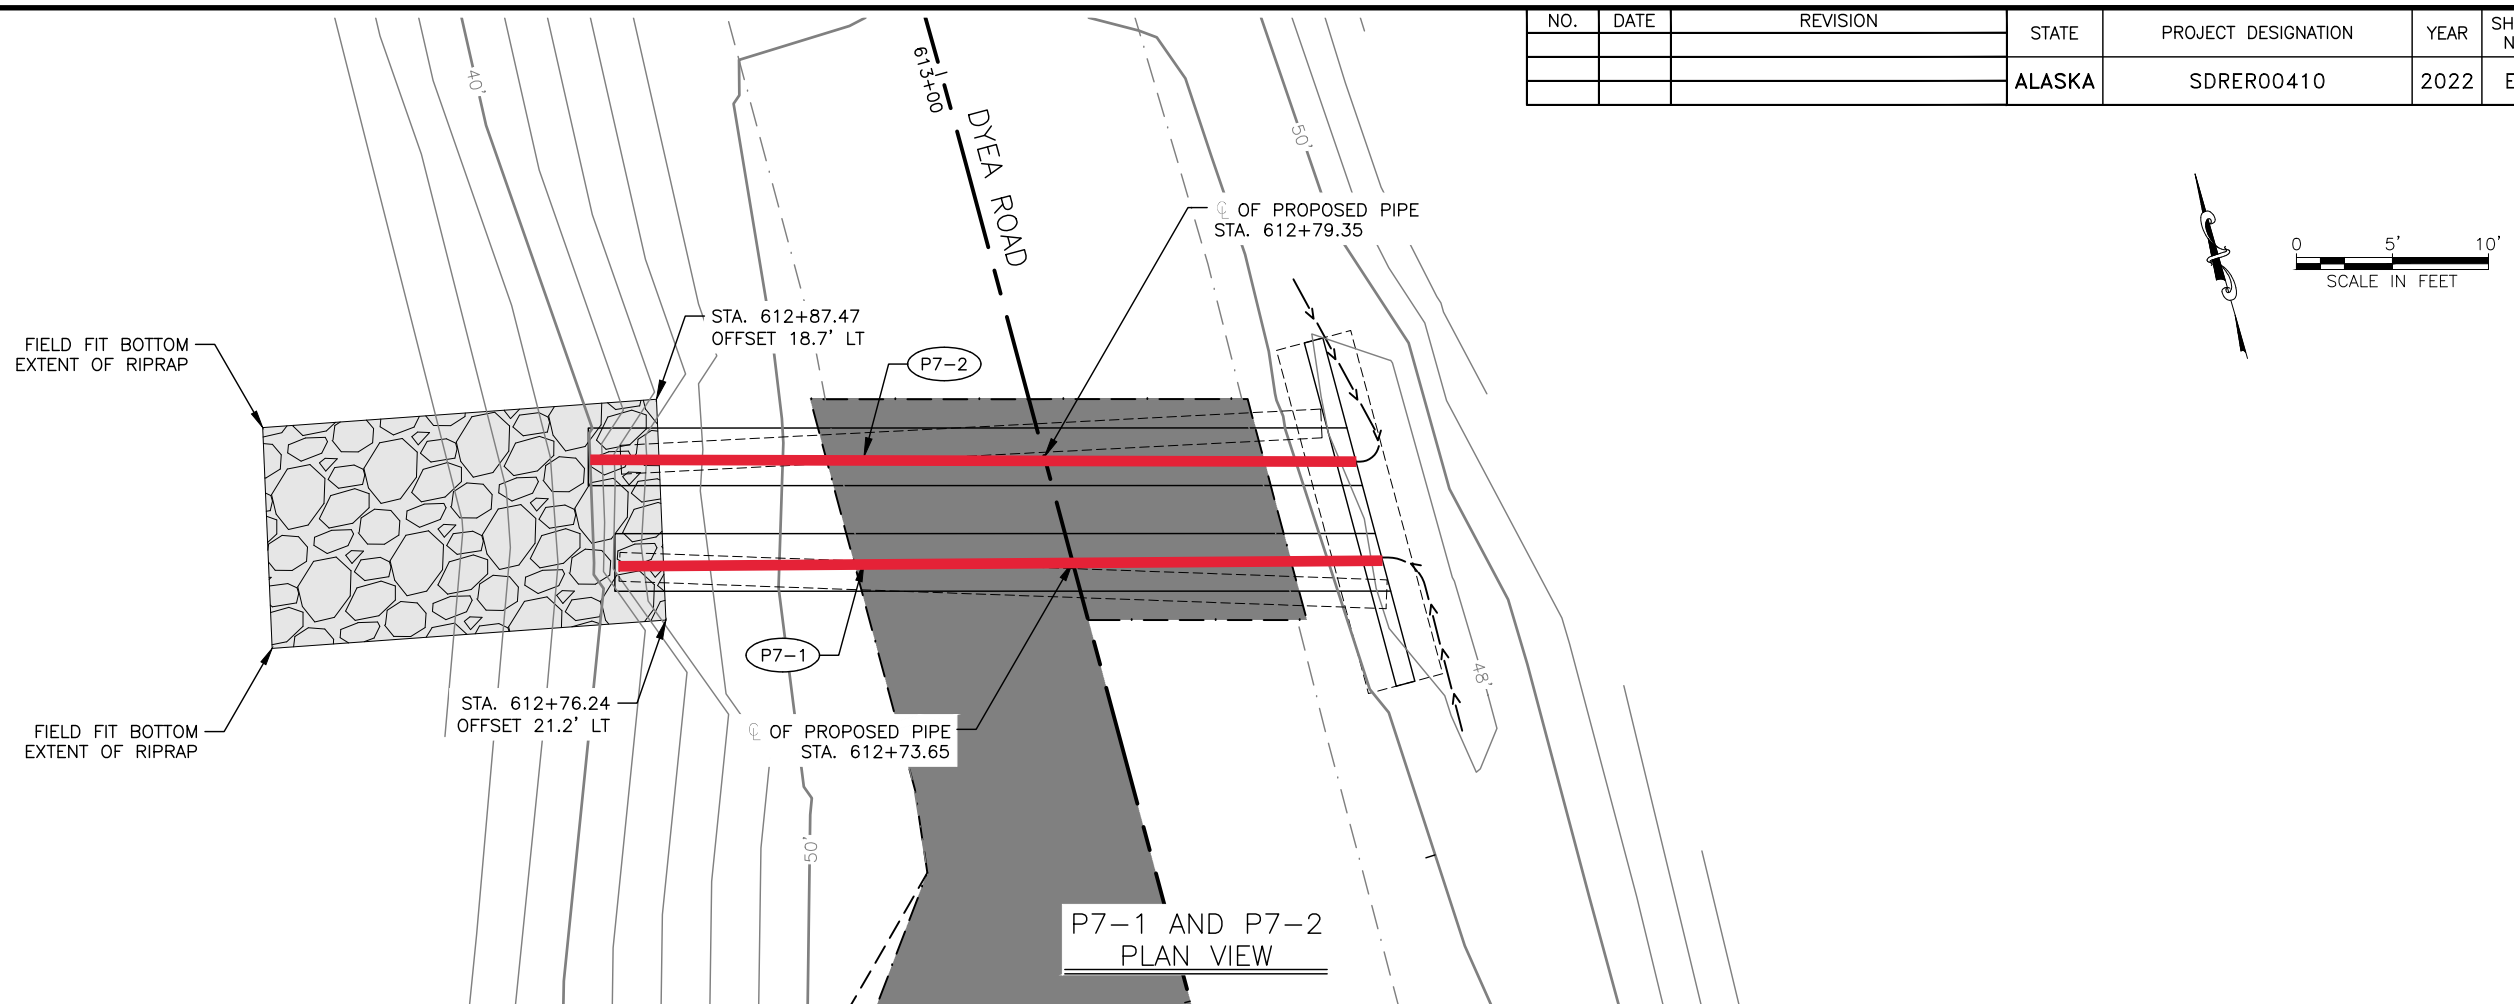 NO. DATE REVISION
STATE PROJECT DESIGNATION YEAR
ALASKA SDRER00410 2022
40'
613+00
DYEA ROAD
50'
℄ OF PROPOSED PIPE
STA. 612+79.35
0 5' 10'
SCALE IN FEET
STA. 612+87.47
OFFSET 18.7' LT
FIELD FIT BOTTOM
EXTENT OF RIPRAP
P7-2
P7-1
48'
STA. 612+76.24
OFFSET 21.2' LT
FIELD FIT BOTTOM
EXTENT OF RIPRAP
℄ OF PROPOSED PIPE
STA. 612+73.65
50'
P7-1 AND P7-2
PLAN VIEW